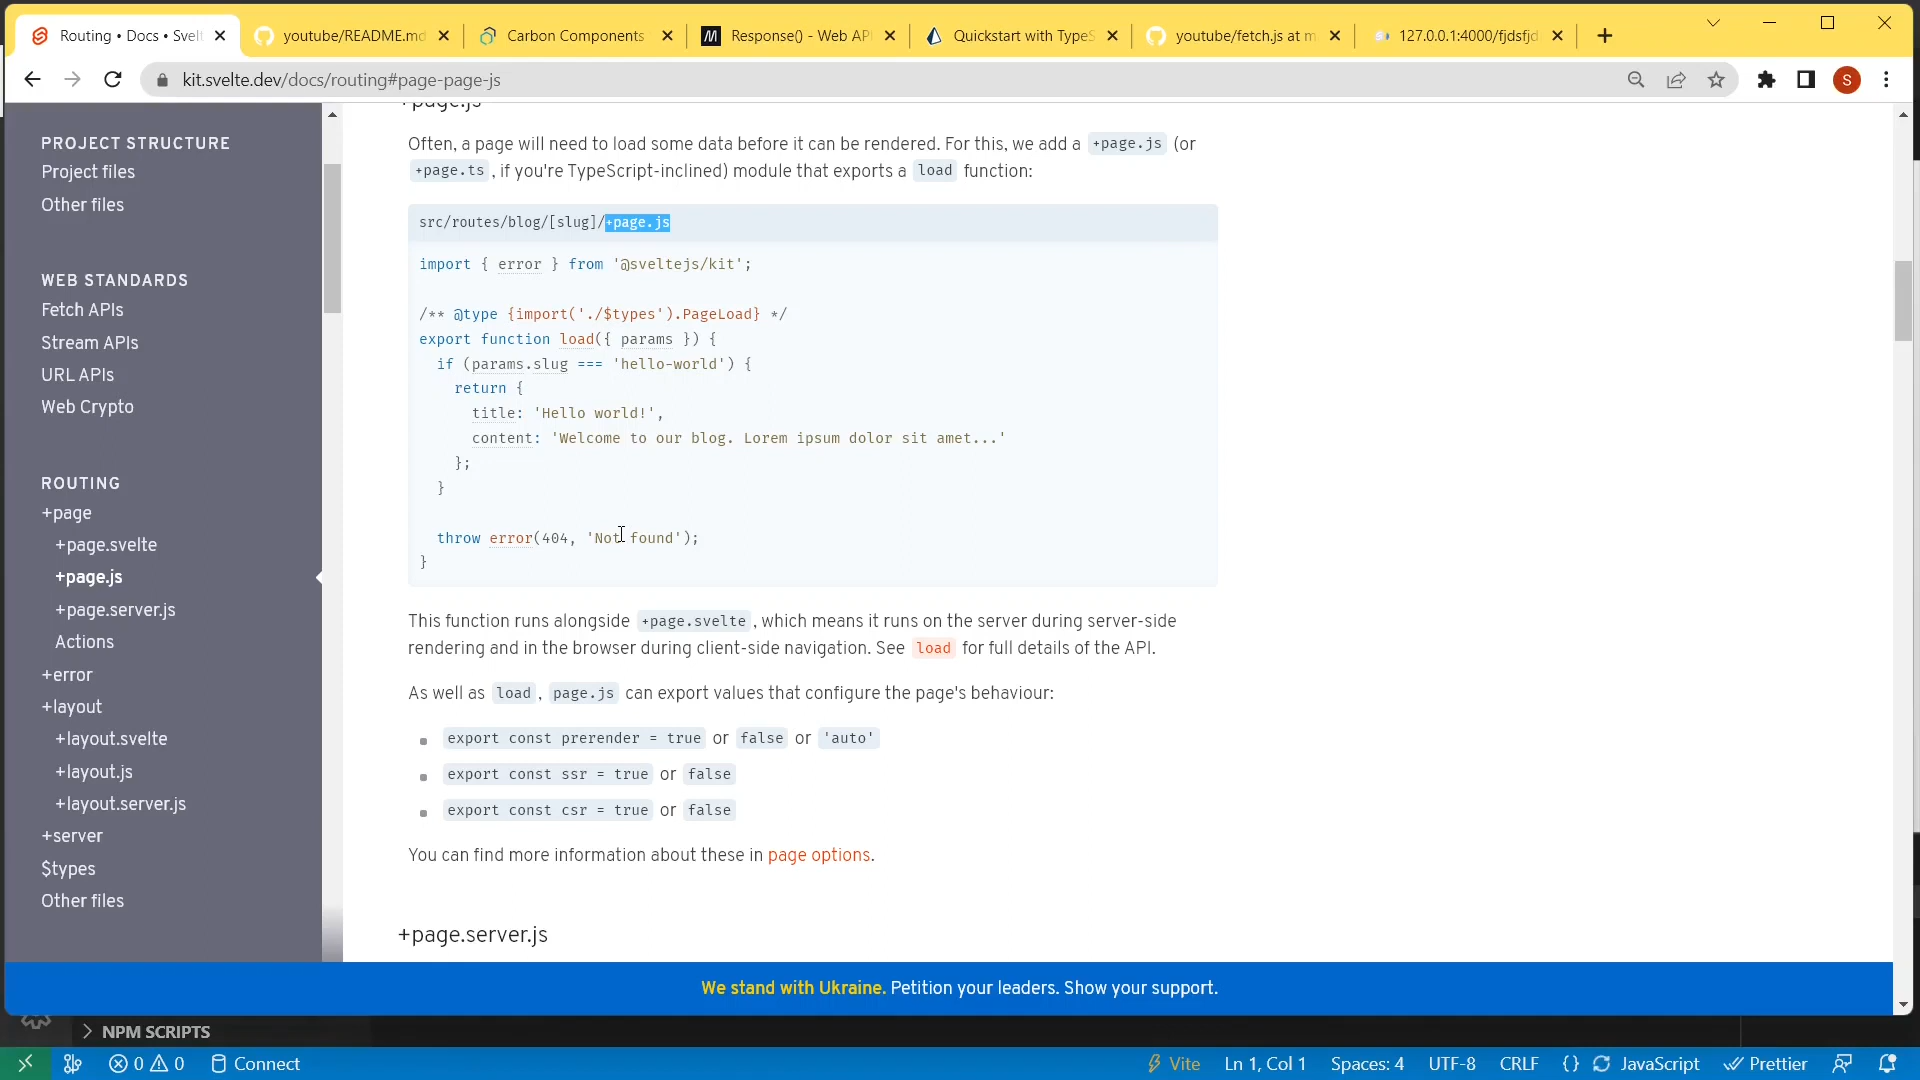 Routing • Docs • Svelt
youtube/README.md
Carbon Components
Response() - Web API
Quickstart with TypeS
youtube/fetch.js at m
127.0.0.1:4000/fjdsfjd
kit.svelte.dev/docs/routing#page-page-js
S
PROJECT STRUCTURE
Project files
Other files
WEB STANDARDS
Fetch APIs
Stream APIs
URL APIs
Web Crypto
ROUTING
+page
+page.svelte
+page.js
+page.server.js
Actions
+error
+layout
+layout.svelte
+layout.js
+layout.server.js
+server
$types
Other files
+page.js
Often, a page will need to load some data before it can be rendered. For this, we add a +page.js (or
+page.ts, if you're TypeScript-inclined) module that exports a load function:
src/routes/blog/[slug]/+page.js
import { error } from '@sveltejs/kit';
/** @type {import('./$types').PageLoad} */
export function load({ params }) {
if (params.slug === 'hello-world') {
return {
title: 'Hello world!',
content: 'Welcome to our blog. Lorem ipsum dolor sit amet...'
};
}
throw error(404, 'Not found');
}
This function runs alongside +page.svelte, which means it runs on the server during server-side
rendering and in the browser during client-side navigation. See load for full details of the API.
As well as load, page.js can export values that configure the page's behaviour:
export const prerender = true or false or 'auto'
export const ssr = true or false
export const csr = true or false
You can find more information about these in page options.
+page.server.js
We stand with Ukraine. Petition your leaders. Show your support.
NPM SCRIPTS
0 0
Connect
Vite
Ln 1, Col 1
Spaces: 4
UTF-8
CRLF
{}
JavaScript
Prettier